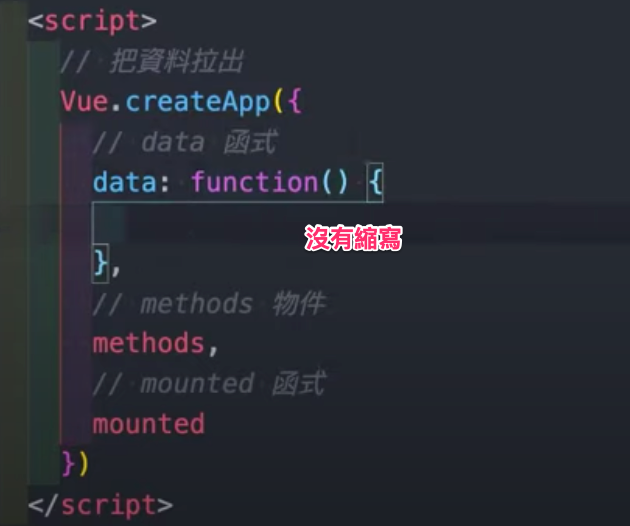 <script>
// 把資料拉出
Vue.createApp({
// data 函式
data: function() {
沒有縮寫
},
// methods 物件
methods,
// mounted 函式
mounted
})
</script>